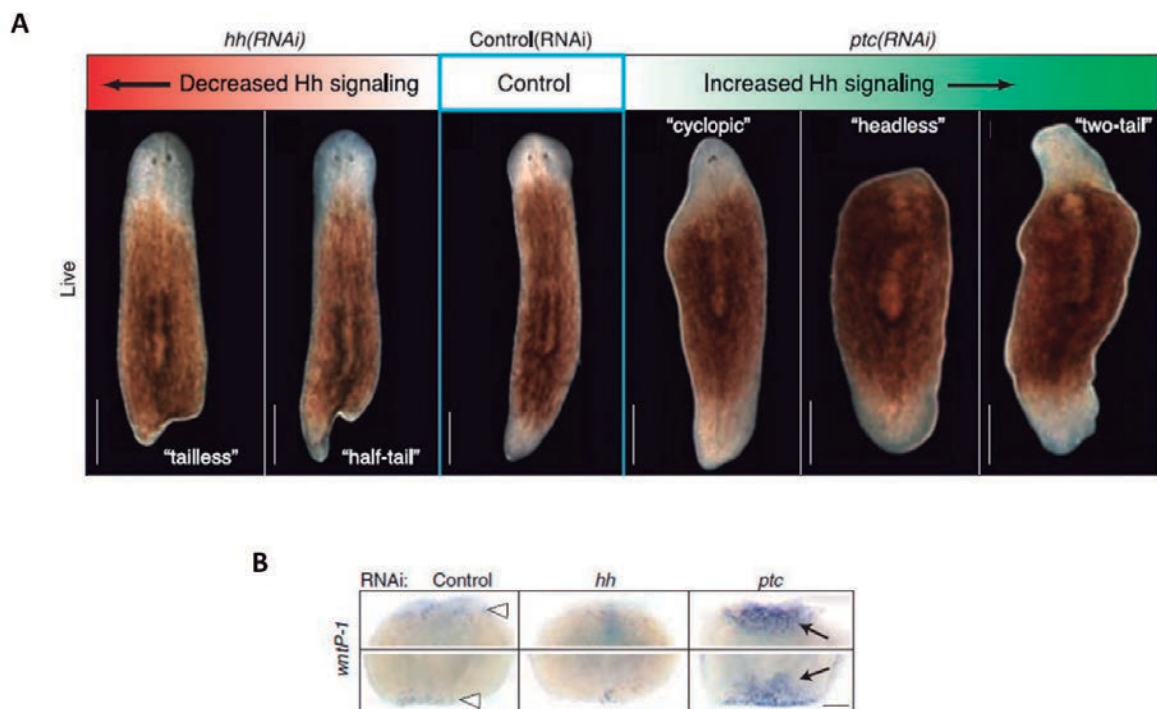 A
hh(RNAi) Control(RNAi) ptc(RNAi)
Decreased Hh signaling Control Increased Hh signaling
"cyclopic" "headless" "two-tail"
Live
"tailless" "half-tail"
B
RNAi: Control hh ptc
wntP-1